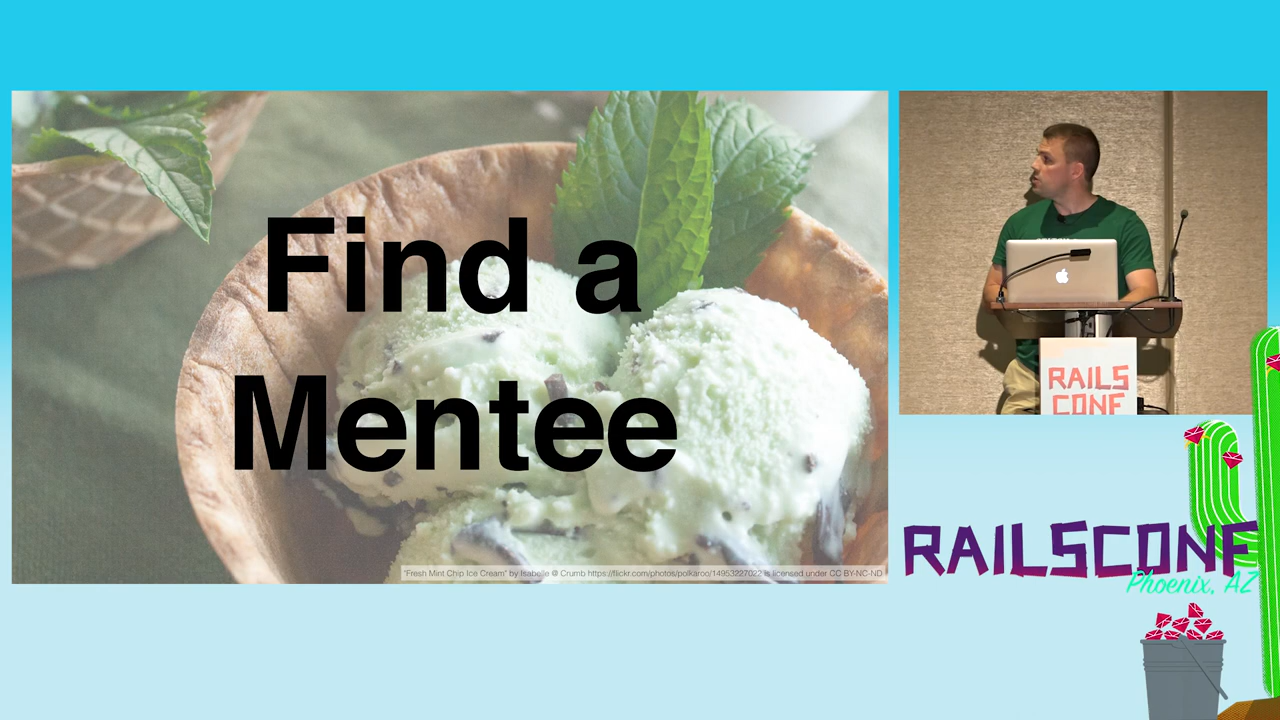 Find a
Mentee
"Fresh Mint Chip Ice Cream" by Isabelle @ Crumb https://flickr.com/photos/polkaroo/14953227022 is licensed under CC BY-NC-ND
RAILS
CONF
RAILSCONF
Phoenix, AZ